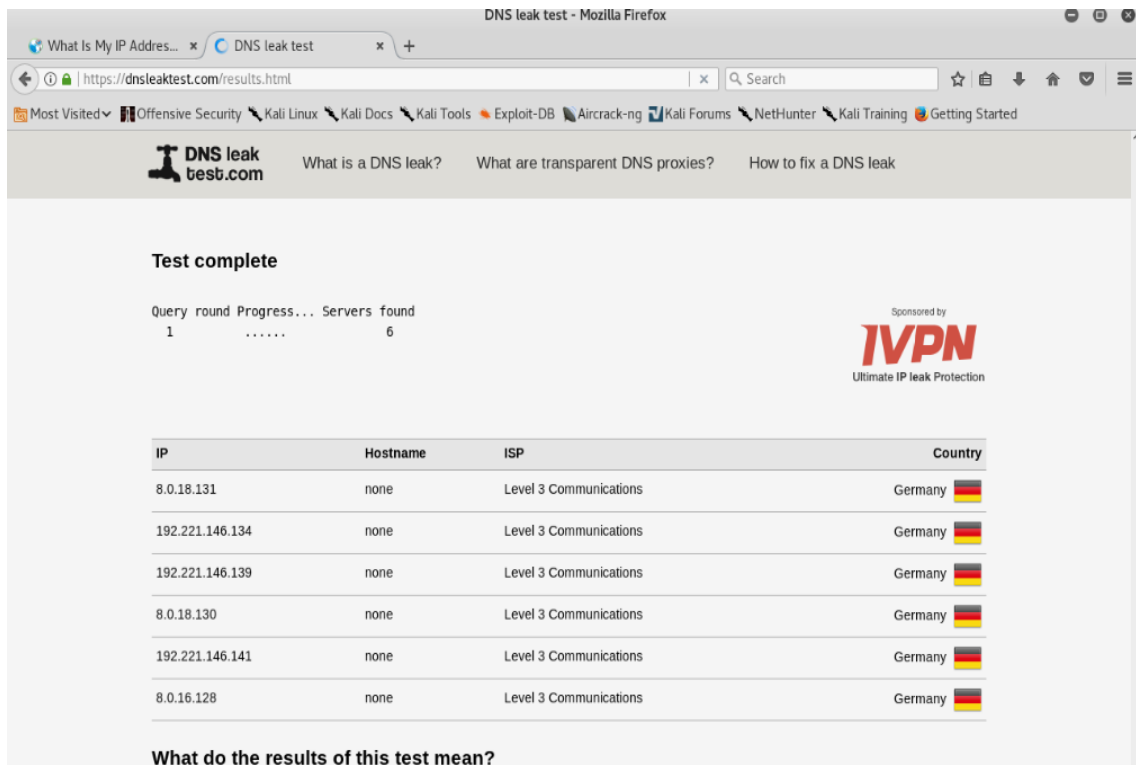 DNS leak test - Mozilla Firefox
What Is My IP Addres... × DNS leak test × +
https://dnsleaktest.com/results.html × Search
Most Visited Offensive Security Kali Linux Kali Docs Kali Tools Exploit-DB Aircrack-ng Kali Forums NetHunter Kali Training Getting Started
DNS leak
test.com
What is a DNS leak? What are transparent DNS proxies? How to fix a DNS leak
Test complete
Query round Progress... Servers found
1 ...... 6
Sponsored by
IVPN
Ultimate IP leak Protection
IP Hostname ISP Country
8.0.18.131 none Level 3 Communications Germany
192.221.146.134 none Level 3 Communications Germany
192.221.146.139 none Level 3 Communications Germany
8.0.18.130 none Level 3 Communications Germany
192.221.146.141 none Level 3 Communications Germany
8.0.16.128 none Level 3 Communications Germany
What do the results of this test mean?